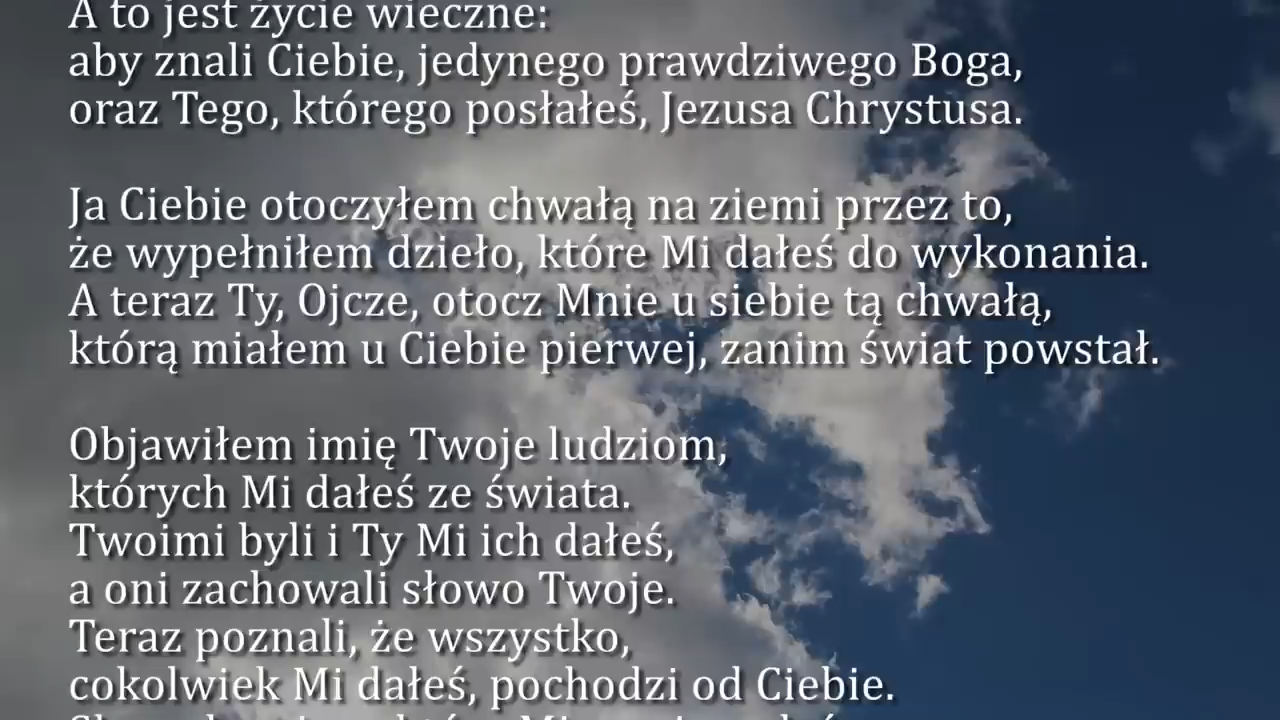 A to jest życie wieczne:
aby znali Ciebie, jedynego prawdziwego Boga,
oraz Tego, którego posłałeś, Jezusa Chrystusa.
Ja Ciebie otoczyłem chwałą na ziemi przez to,
że wypełniłem dzieło, które Mi dałeś do wykonania.
A teraz Ty, Ojcze, otocz Mnie u siebie tą chwałą,
którą miałem u Ciebie pierwej, zanim świat powstał.
Objawiłem imię Twoje ludziom,
których Mi dałeś ze świata.
Twoimi byli i Ty Mi ich dałeś,
a oni zachowali słowo Twoje.
Teraz poznali, że wszystko,
cokolwiek Mi dałeś, pochodzi od Ciebie.